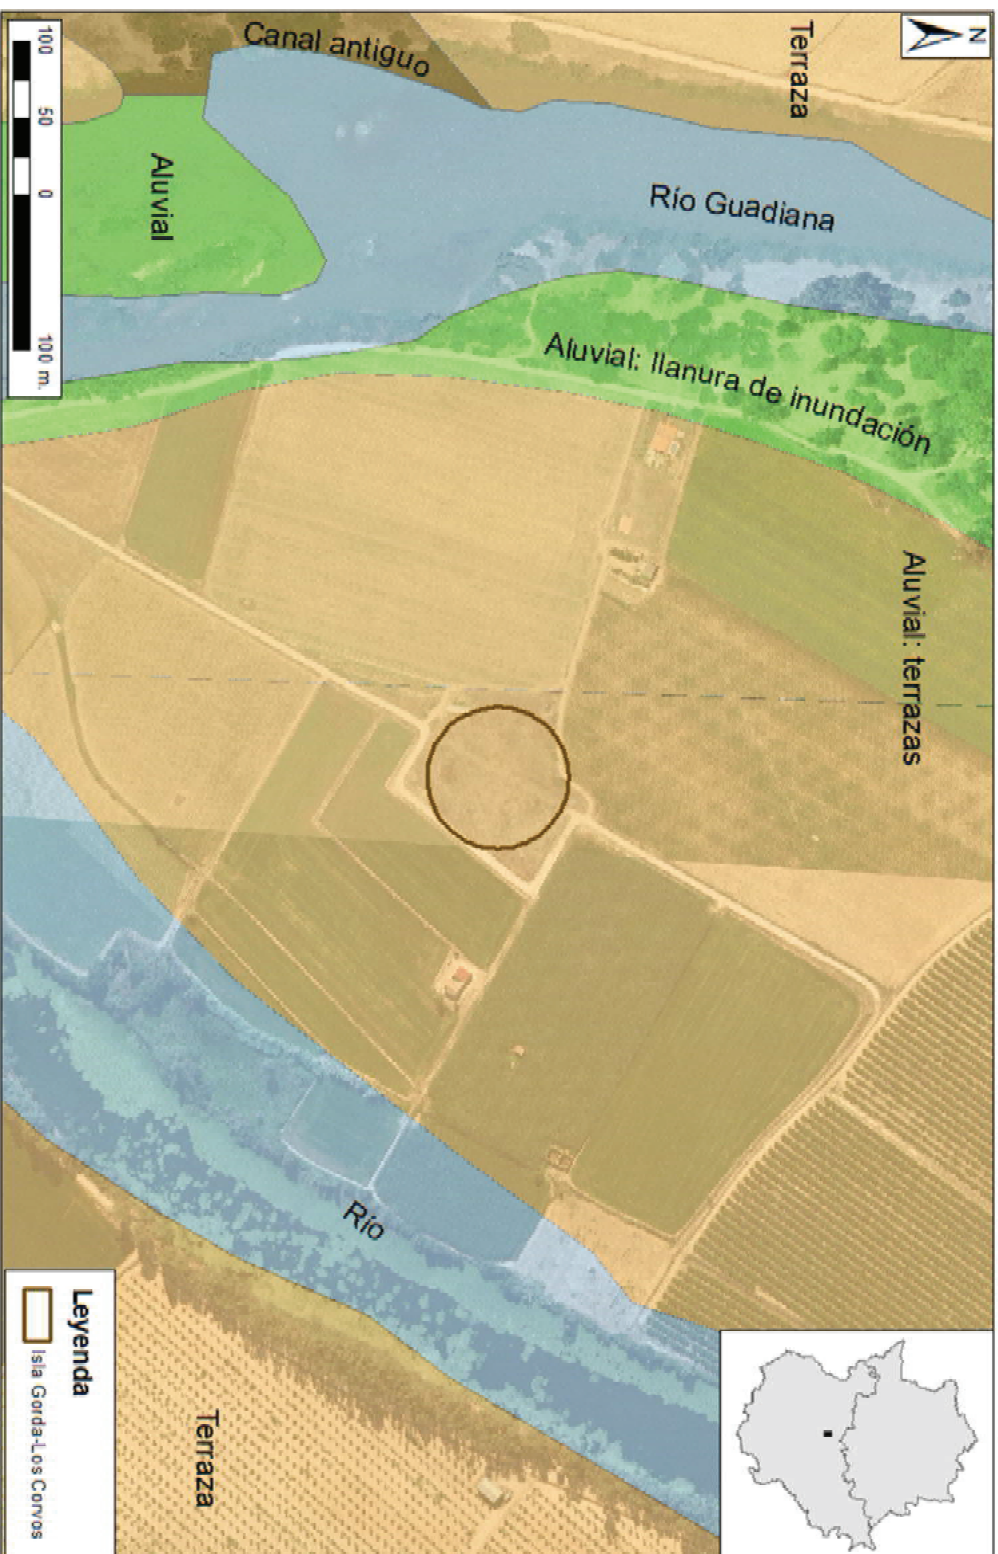 N
Terraza
Canal antiguo
Río Guadiana
Aluvial
Aluvial: llanura de inundación
Aluvial: terrazas
Río
Terraza
100 50 0 100 m.
Leyenda
Isla Gorda-Los Corvos